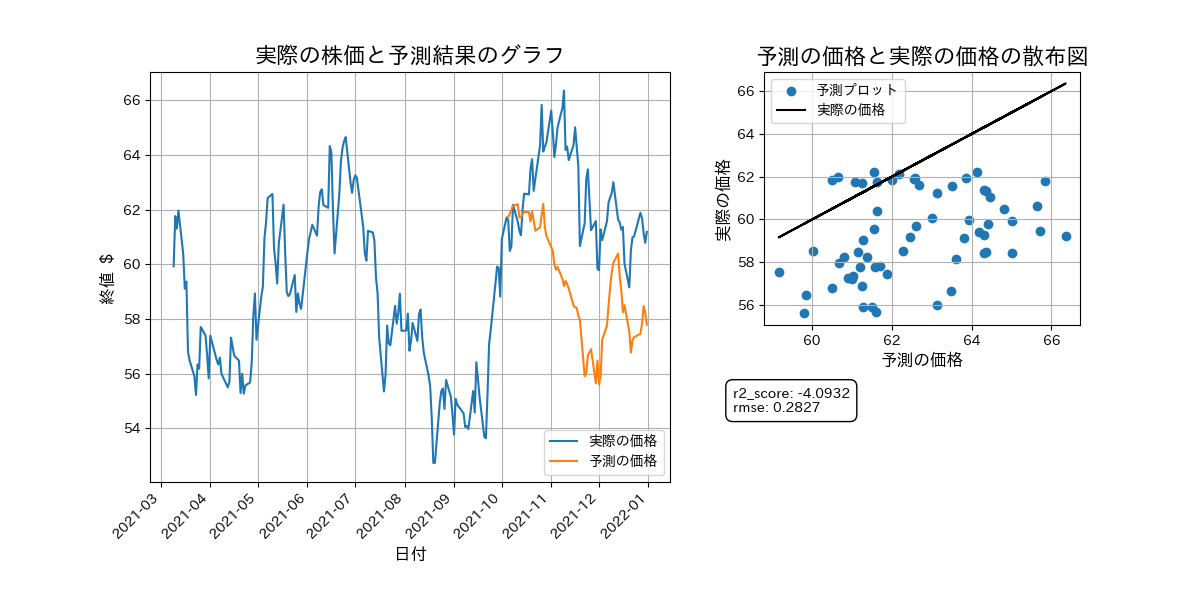 実際の株価と予測結果のグラフ
終値 $
66
64
62
60
58
56
54
実際の価格
予測の価格
2021-03
2021-04
2021-05
2021-06
2021-07
2021-08
2021-09
2021-10
2021-11
2021-12
2022-01
日付
予測の価格と実際の価格の散布図
実際の価格
66
64
62
60
58
56
予測プロット
実際の価格
60 62 64 66
予測の価格
r2_score: -4.0932
rmse: 0.2827